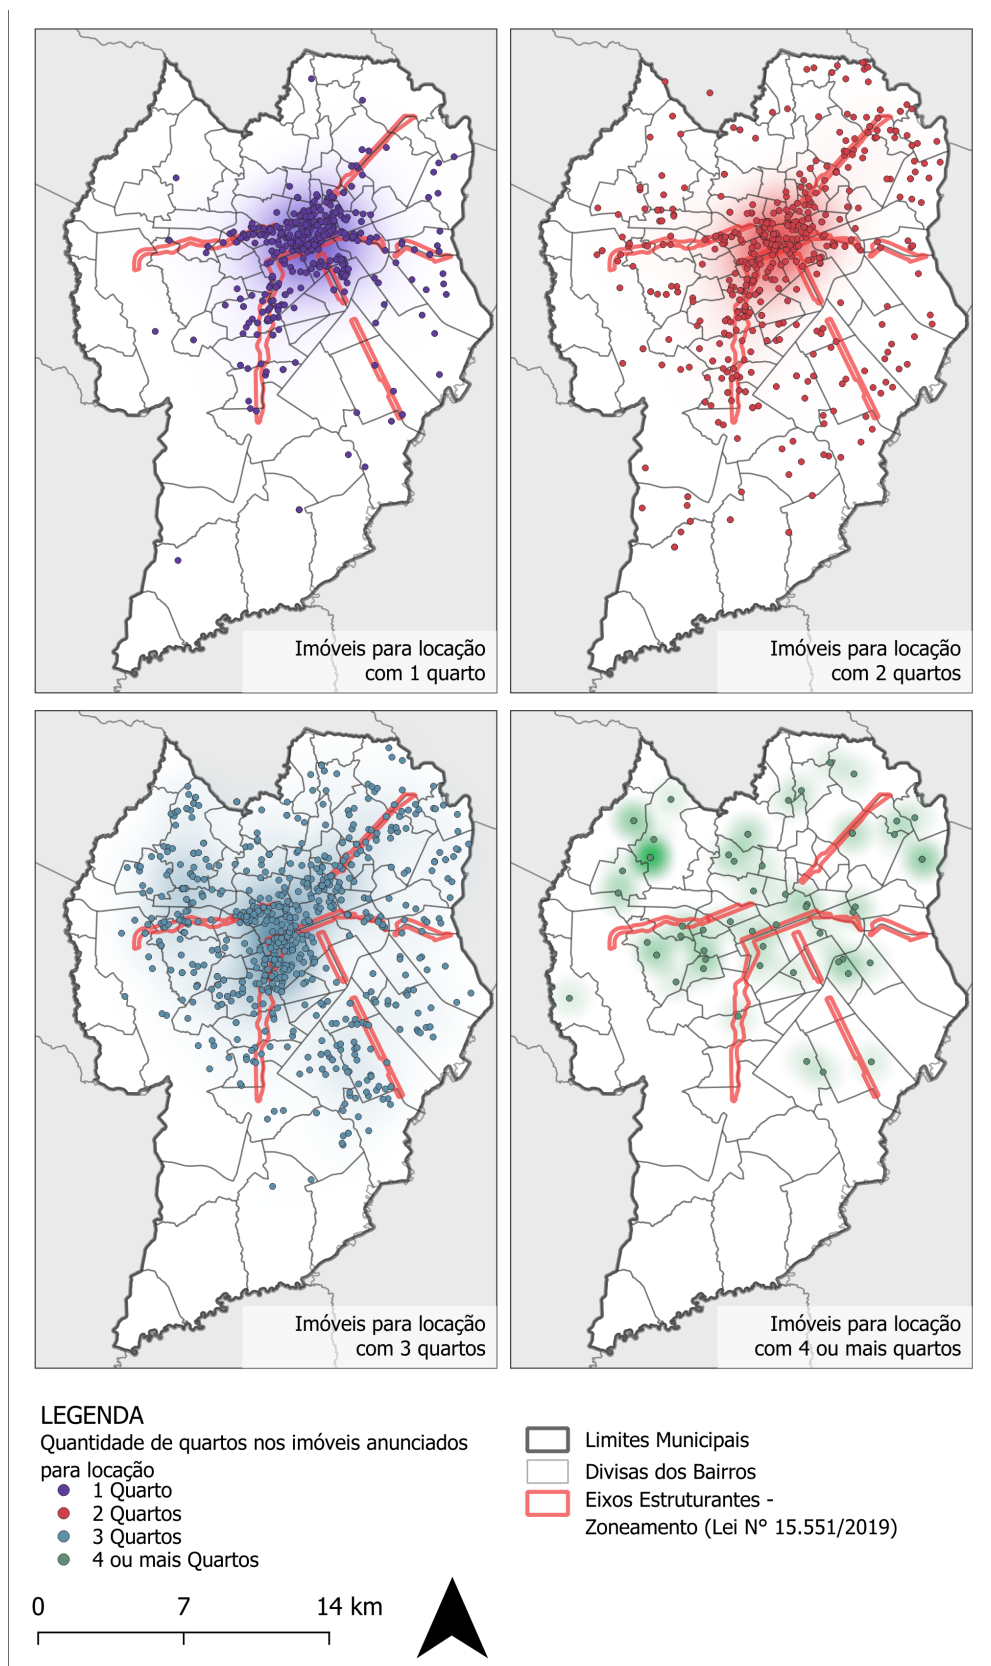 Imóveis para locação
com 1 quarto
Imóveis para locação
com 2 quartos
Imóveis para locação
com 3 quartos
Imóveis para locação
com 4 ou mais quartos
LEGENDA
Quantidade de quartos nos imóveis anunciados
para locação
1 Quarto
2 Quartos
3 Quartos
4 ou mais Quartos
Limites Municipais
Divisas dos Bairros
Eixos Estruturantes -
Zoneamento (Lei N° 15.551/2019)
0 7 14 km